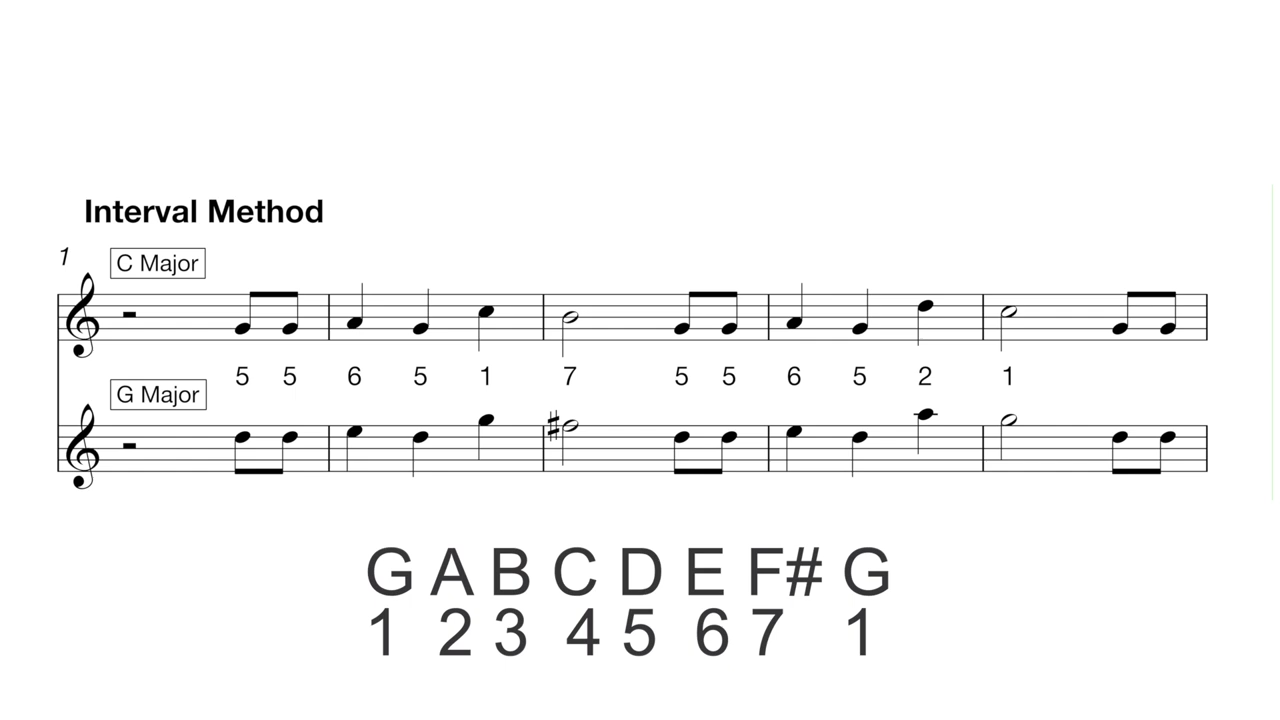 Interval Method
1
C Major
5 5 6 5 1 7 5 5 6 5 2 1
G Major
G A B C D E F# G
1 2 3 4 5 6 7 1